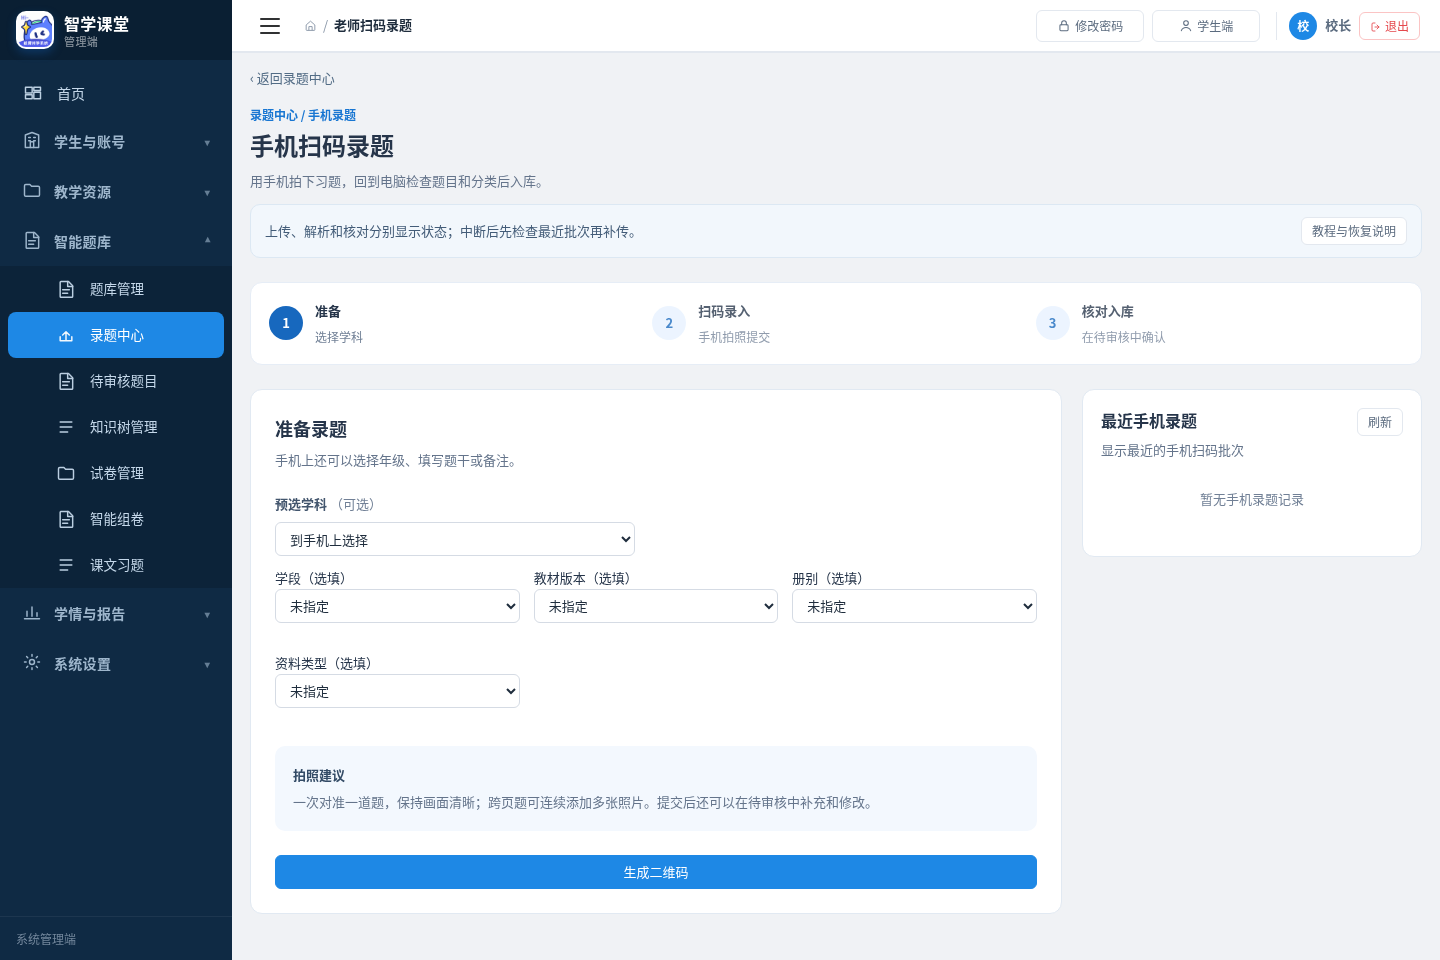 智学课堂
管理端
首页
学生与账号
教学资源
智能题库
题库管理
录题中心
待审核题目
知识树管理
试卷管理
智能组卷
课文习题
学情与报告
系统设置
系统管理端
/ 老师扫码录题
修改密码
学生端
校 校长
退出
‹ 返回录题中心
录题中心 / 手机录题
手机扫码录题
用手机拍下习题，回到电脑检查题目和分类后入库。
上传、解析和核对分别显示状态；中断后先检查最近批次再补传。
教程与恢复说明
1 准备
选择学科
2 扫码录入
手机拍照提交
3 核对入库
在待审核中确认
准备录题
手机上还可以选择年级、填写题干或备注。
预选学科 （可选）
到手机上选择
学段（选填） 教材版本（选填） 册别（选填）
未指定 未指定 未指定
资料类型（选填）
未指定
拍照建议
一次对准一道题，保持画面清晰；跨页题可连续添加多张照片。提交后还可以在待审核中补充和修改。
生成二维码
最近手机录题
刷新
显示最近的手机扫码批次
暂无手机录题记录